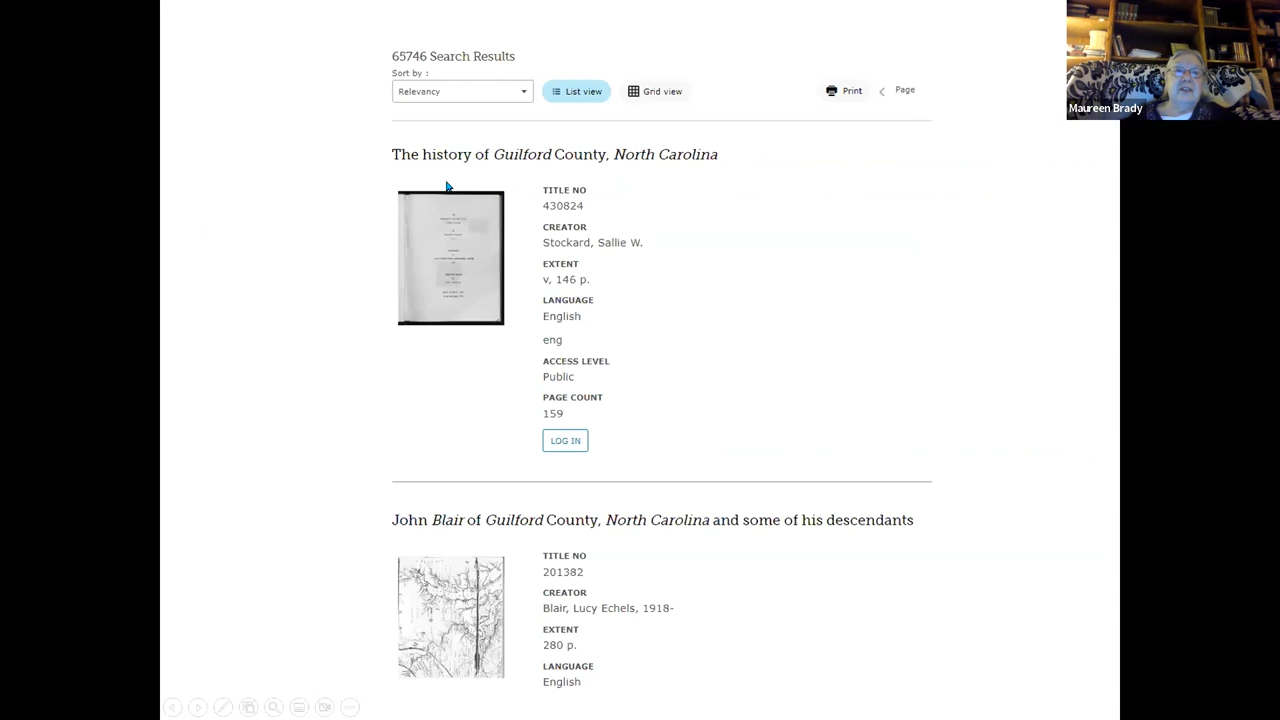 65746 Search Results
Sort by :
Relevancy
List view
Grid view
Print
Page
Maureen Brady
The history of Guilford County, North Carolina
TITLE NO
430824
CREATOR
Stockard, Sallie W.
EXTENT
v, 146 p.
LANGUAGE
English
eng
ACCESS LEVEL
Public
PAGE COUNT
159
LOG IN
John Blair of Guilford County, North Carolina and some of his descendants
TITLE NO
201382
CREATOR
Blair, Lucy Echels, 1918-
EXTENT
280 p.
LANGUAGE
English